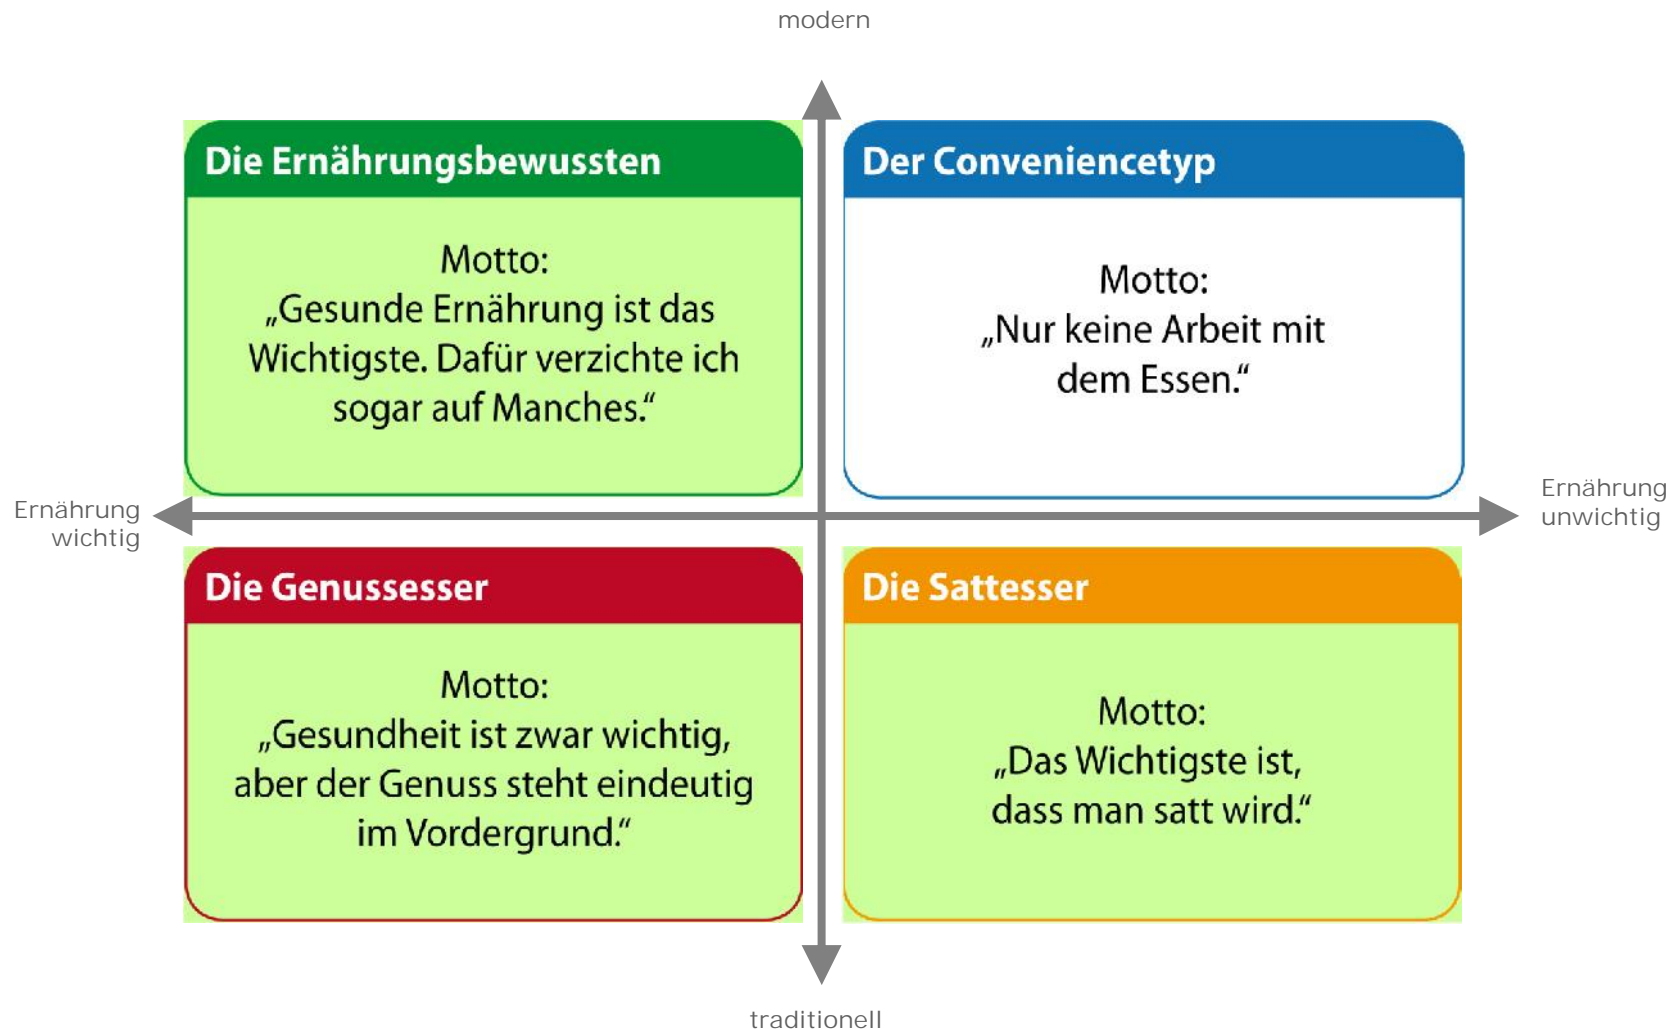 modern
Die Ernährungsbewussten
Motto:
„Gesunde Ernährung ist das
Wichtigste. Dafür verzichte ich
sogar auf Manches.“
Der Conveniencetyp
Motto:
„Nur keine Arbeit mit
dem Essen.“
Ernährung
wichtig
Ernährung
unwichtig
Die Genussesser
Motto:
„Gesundheit ist zwar wichtig,
aber der Genuss steht eindeutig
im Vordergrund.“
Die Sattesser
Motto:
„Das Wichtigste ist,
dass man satt wird.“
traditionell